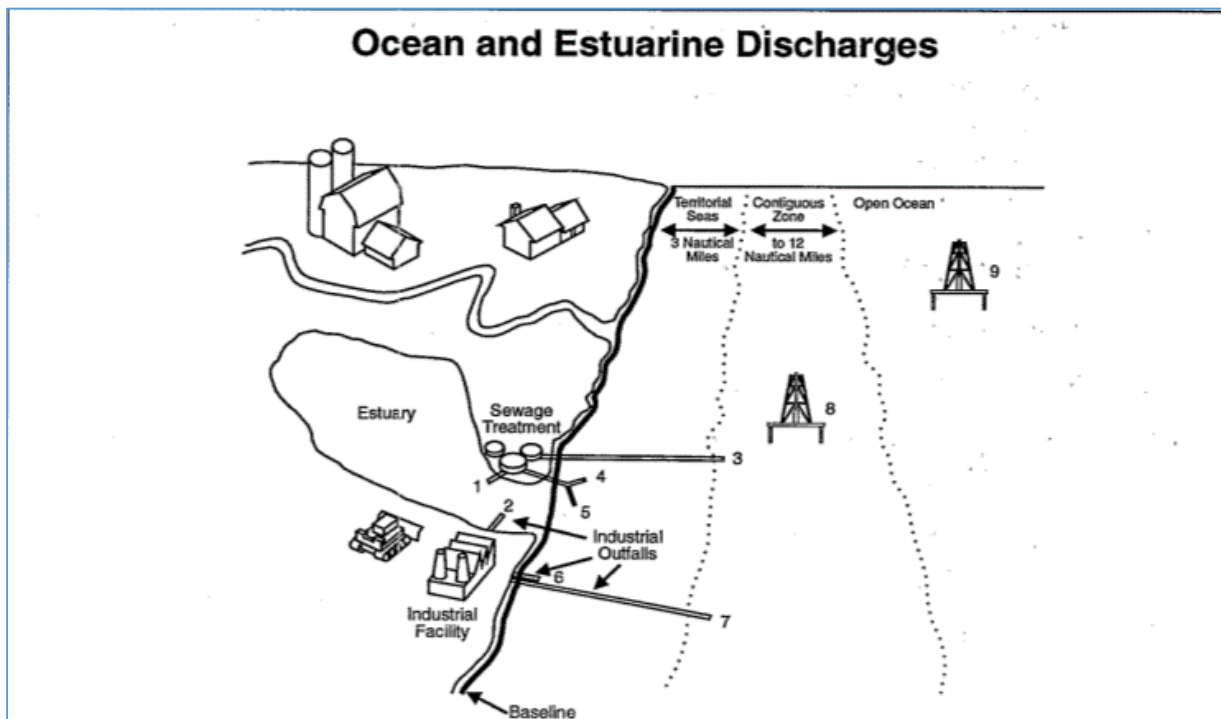 Ocean and Estuarine Discharges
Territorial
Seas
3 Nautical
Miles
Contiguous
Zone
to 12
Nautical Miles
Open Ocean
9
8
Estuary
Sewage
Treatment
3
4
1
5
2
Industrial
Outfalls
6
7
Industrial
Facility
Baseline